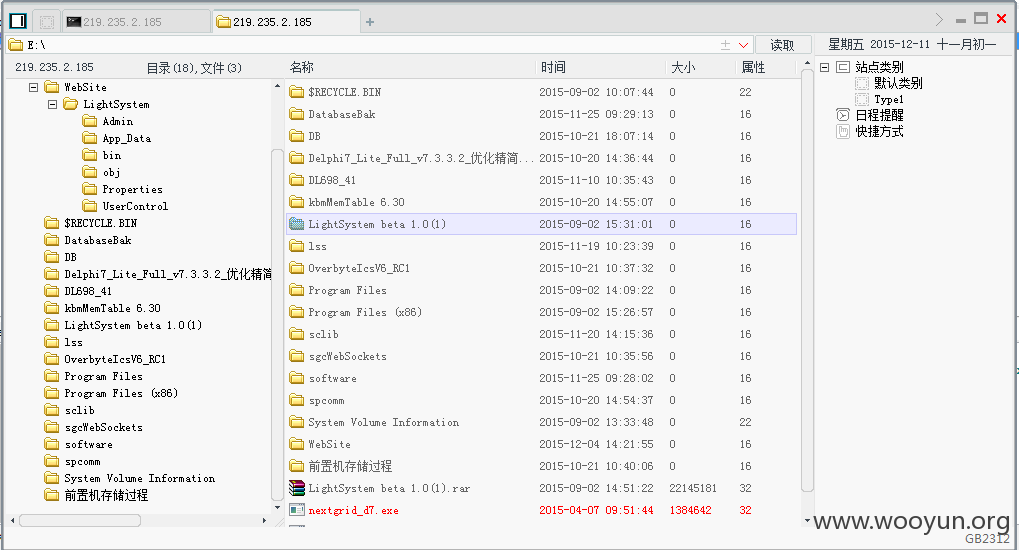 219.235.2.185
219.235.2.185
E:\
读取
星期五 2015-12-11 十一月初一
219.235.2.185 目录(18),文件(3)
名称 时间 大小 属性
WebSite
LightSystem
Admin
App_Data
bin
obj
Properties
UserControl
$RECYCLE.BIN
DatabaseBak
DB
Delphi7_Lite_Full_v7.3.3.2_优化精简
DL698_41
kbmMemTable 6.30
LightSystem beta 1.0(1)
lss
OverbyteIcsV6_RC1
Program Files
Program Files (x86)
sclib
sgcWebSockets
software
spcomm
System Volume Information
前置机存储过程
$RECYCLE.BIN 2015-09-02 10:07:44 0 22
DatabaseBak 2015-11-25 09:29:13 0 16
DB 2015-10-21 18:07:14 0 16
Delphi7_Lite_Full_v7.3.3.2_优化精简... 2015-10-20 14:36:44 0 16
DL698_41 2015-11-10 10:35:43 0 16
kbmMemTable 6.30 2015-10-20 14:55:07 0 16
LightSystem beta 1.0(1) 2015-09-02 15:31:01 0 16
lss 2015-11-19 10:23:39 0 16
OverbyteIcsV6_RC1 2015-10-21 10:37:32 0 16
Program Files 2015-09-02 14:09:22 0 16
Program Files (x86) 2015-09-02 15:26:57 0 16
sclib 2015-11-20 14:15:36 0 16
sgcWebSockets 2015-10-21 10:35:56 0 16
software 2015-11-25 09:28:02 0 16
spcomm 2015-10-20 14:54:37 0 16
System Volume Information 2015-09-02 13:33:48 0 22
WebSite 2015-12-04 14:21:55 0 16
前置机存储过程 2015-10-21 10:40:06 0 16
LightSystem beta 1.0(1).rar 2015-09-02 14:51:22 22145181 32
nextgrid_d7.exe 2015-04-07 09:51:44 1384642 32
站点类别
默认类别
Type1
日程提醒
快捷方式
www.wooyun.org
GB2312